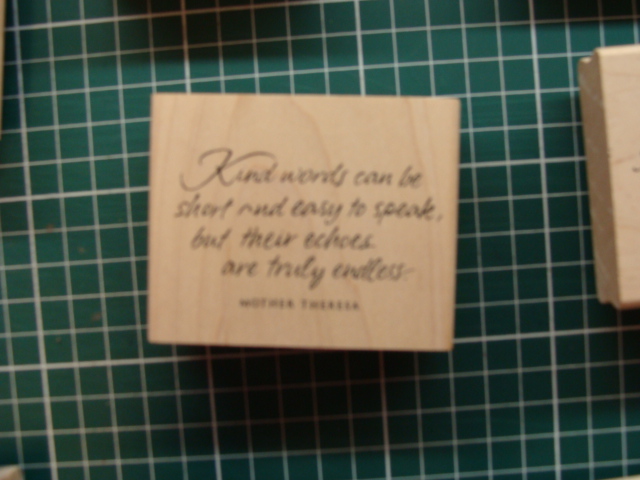 Kind words can be
short and easy to speak,
but their echoes
are truly endless.
MOTHER THERESA